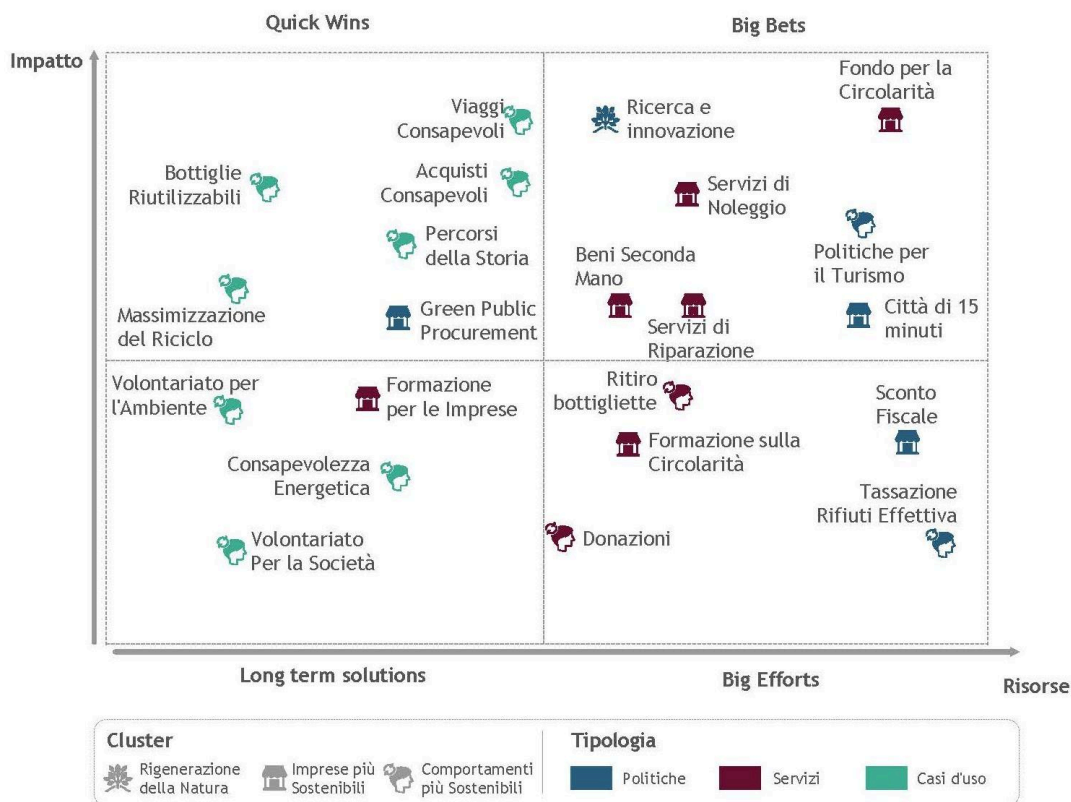 Quick Wins
Big Bets
Impatto
Viaggi
Consapevoli
Ricerca e
innovazione
Fondo per la
Circolarità
Bottiglie
Riutilizzabili
Acquisti
Consapevoli
Servizi di
Noleggio
Percorsi
della Storia
Beni Seconda
Mano
Politiche per
il Turismo
Massimizzazione
del Riciclo
Green Public
Procurement
Servizi di
Riparazione
Città di 15
minuti
Volontariato per
l'Ambiente
Formazione
per le Imprese
Ritiro
bottigliette
Sconto
Fiscale
Consapevolezza
Energetica
Formazione sulla
Circolarità
Tassazione
Rifiuti Effettiva
Volontariato
Per la Società
Donazioni
Long term solutions
Big Efforts
Risorse
Cluster
Rigenerazione
della Natura
Imprese più
Sostenibili
Comportamenti
più Sostenibili
Tipologia
Politiche
Servizi
Casi d'uso